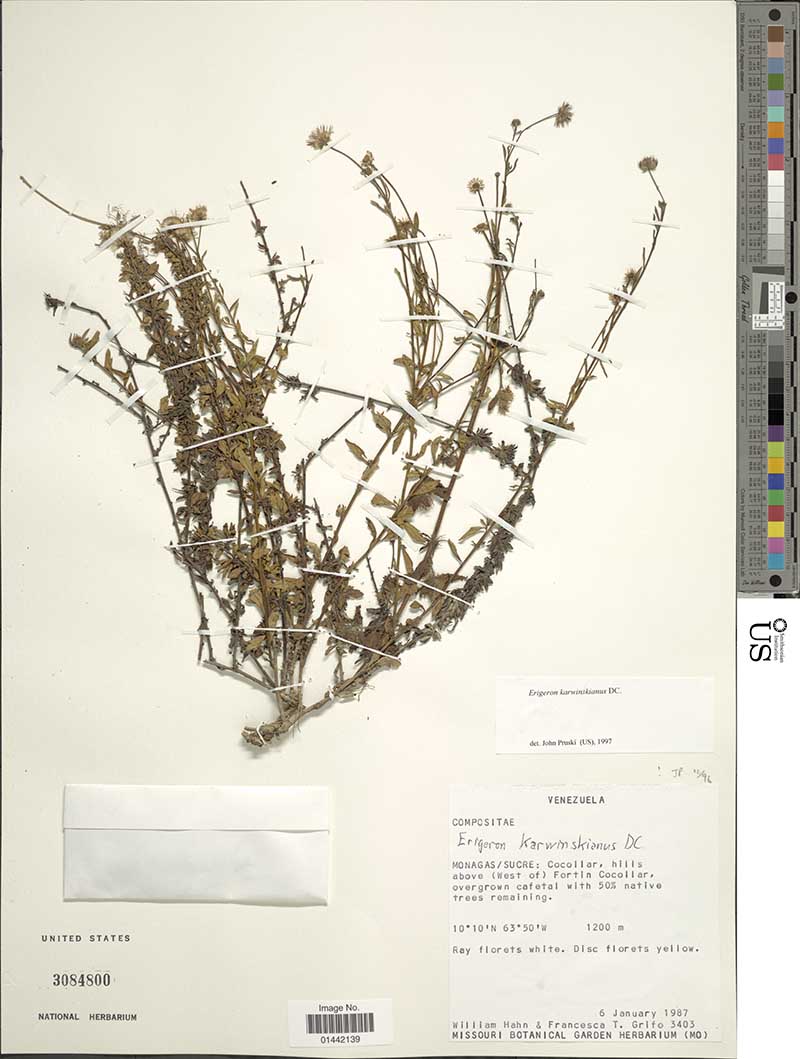 Golden Thread
US
Smithsonian
Institution
Erigeron karwinskianus DC.
det. John Pruski (US), 1997
! JP
VENEZUELA
COMPOSITAE
Erigeron Karwinskianus DC
MONAGAS/SUCRE: Cocollar, hills
above (West of) Fortin Cocollar,
overgrown cafetal with 50% native
trees remaining.
10°10'N 63°50'W 1200 m
Ray florets white. Disc florets yellow.
6 January 1987
William Hahn & Francesca T. Grifo 3403
MISSOURI BOTANICAL GARDEN HERBARIUM (MO)
UNITED STATES
3084800
NATIONAL HERBARIUM
Image No.
01442139